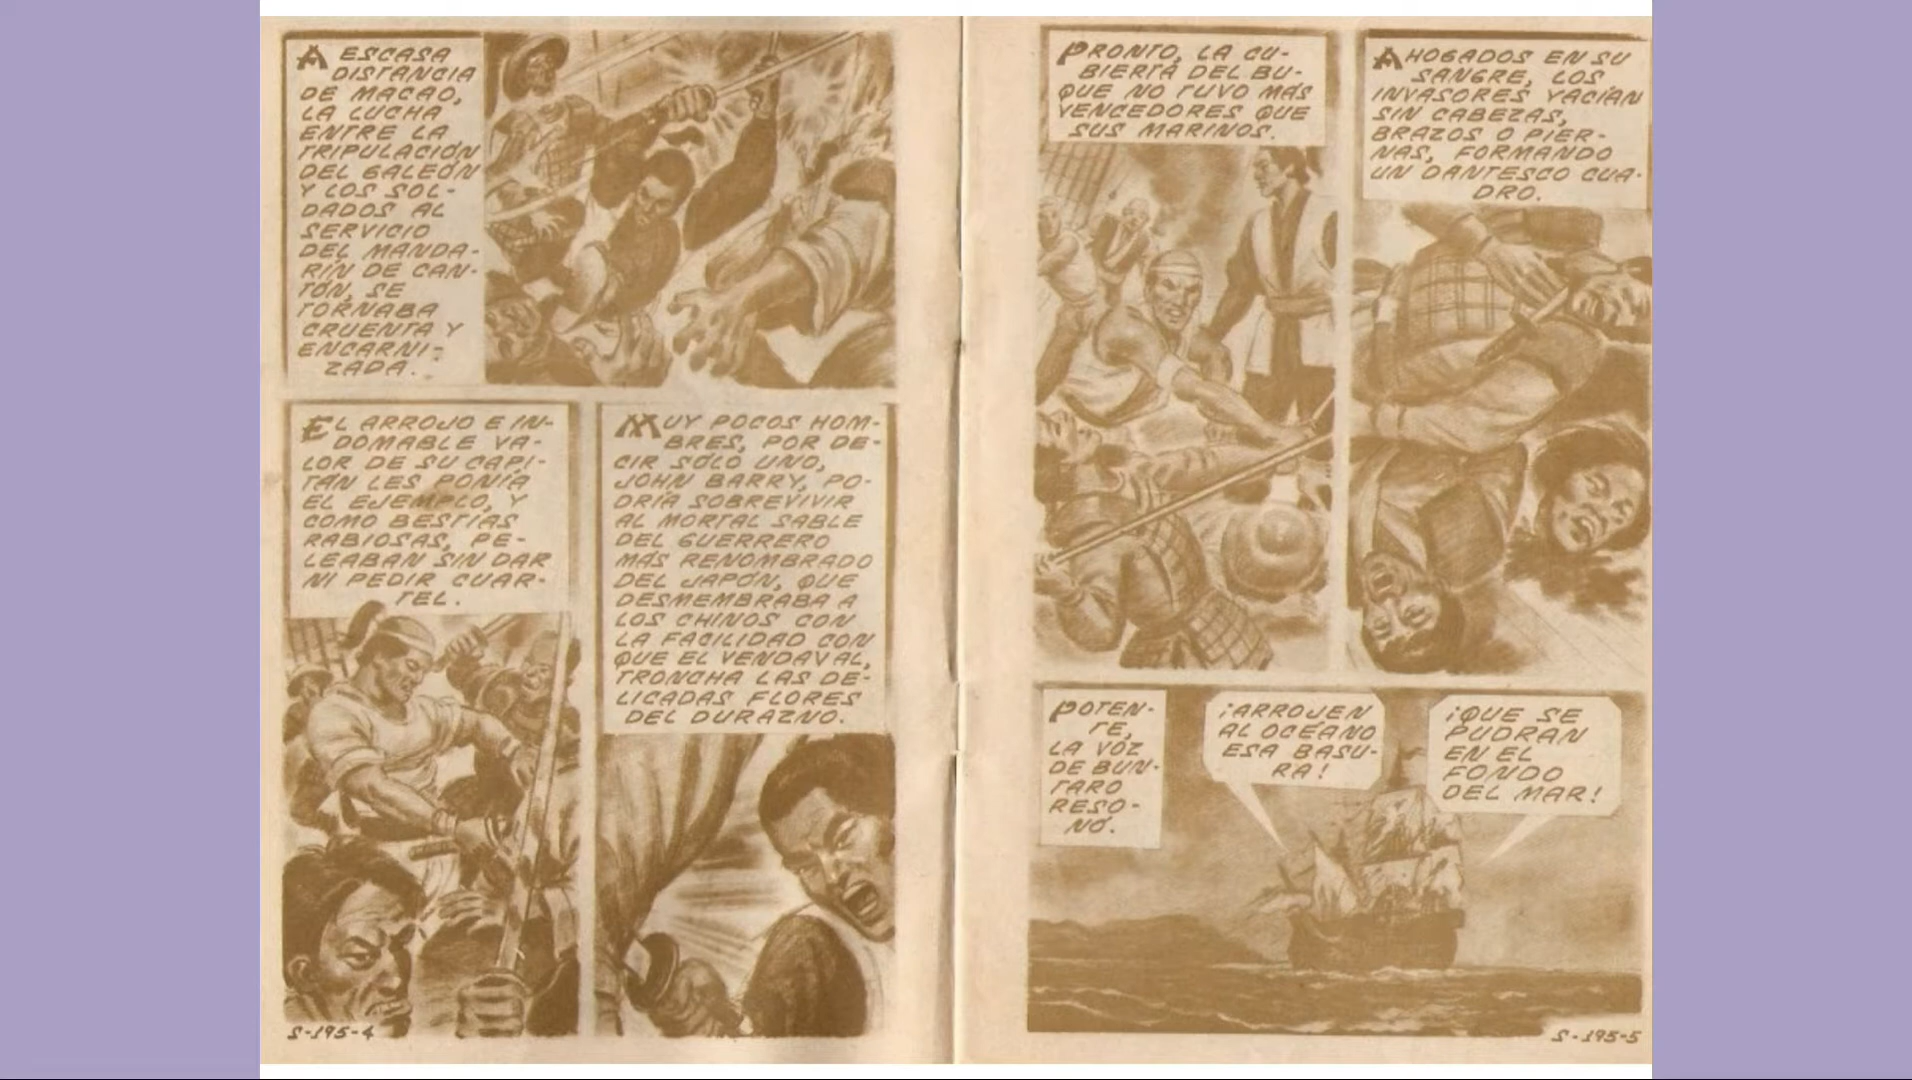 A ESCASA
DISTANCIA
DE MACAO,
LA LUCHA
ENTRE LA
TRIPULACIÓN
DEL GALEÓN
Y LOS SOL-
DADOS AL
SERVICIO
DEL MANDA-
RÍN DE CAN-
TÓN, SE
TORNABA
CRUENTA Y
ENCARNI-
ZADA.
EL ARROJO E IN-
DOMABLE VA-
LOR DE SU CAPI-
TÁN LES PONÍA
EL EJEMPLO, Y
COMO BESTIAS
RABIOSAS, PE-
LEABAN SIN DAR
NI PEDIR CUAR-
TEL.
MUY POCOS HOM-
BRES, POR DE-
CIR SÓLO UNO,
JOHN BARRY, PO-
DRÍA SOBREVIVIR
AL MORTAL SABLE
DEL GUERRERO
MÁS RENOMBRADO
DEL JAPÓN, QUE
DESMEMBRABA A
LOS CHINOS CON
LA FACILIDAD CON
QUE EL VENDAVAL,
TRONCHA LAS DE-
LICADAS FLORES
DEL DURAZNO.
S-195-4
PRONTO, LA CU-
BIERTA DEL BU-
QUE NO TUVO MÁS
VENCEDORES QUE
SUS MARINOS.
AHOGADOS EN SU
SANGRE, LOS
INVASORES YACÍAN
SIN CABEZAS,
BRAZOS O PIER-
NAS, FORMANDO
UN DANTESCO CUA-
DRO.
POTEN-
TE,
LA VOZ
DE BUN-
TARO
RESO-
NÓ.
¡ARROJEN
AL OCÉANO
ESA BASU-
RA!
¡QUE SE
PUDRAN
EN EL
FONDO
DEL MAR!
S-195-5